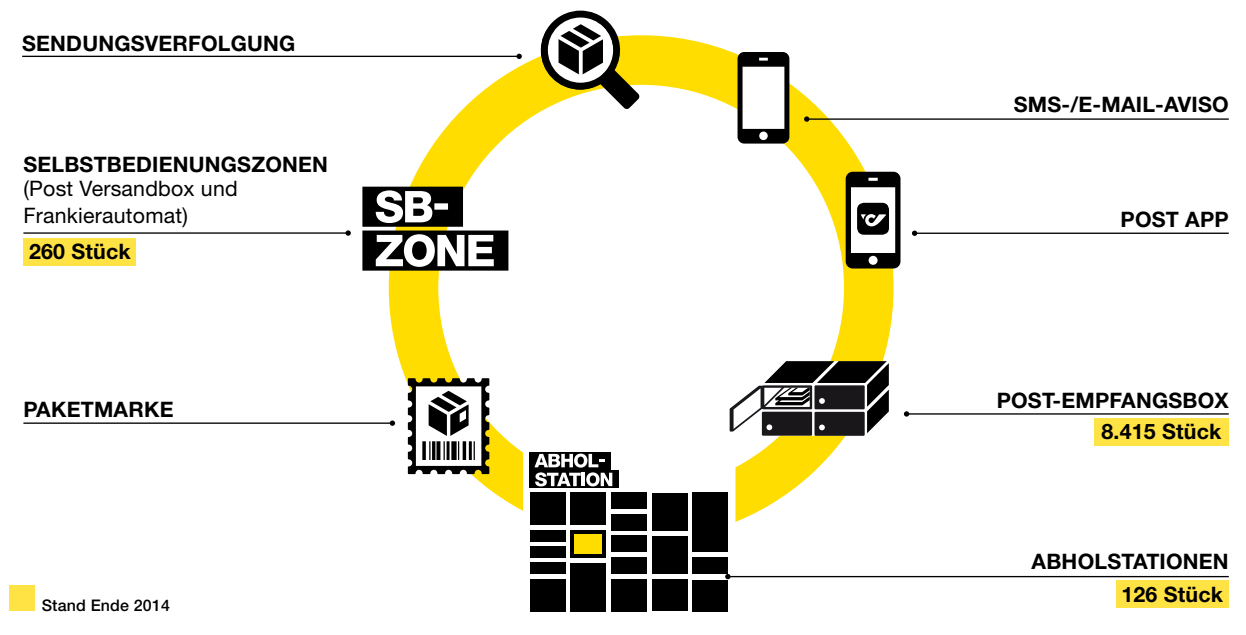 SENDUNGSVERFOLGUNG
SMS-/E-MAIL-AVISO
SELBSTBEDIENUNGSZONEN
(Post Versandbox und
Frankierautomat)
260 Stück
SB-
ZONE
POST APP
PAKETMARKE
POST-EMPFANGSBOX
8.415 Stück
ABHOL-
STATION
ABHOLSTATIONEN
126 Stück
Stand Ende 2014